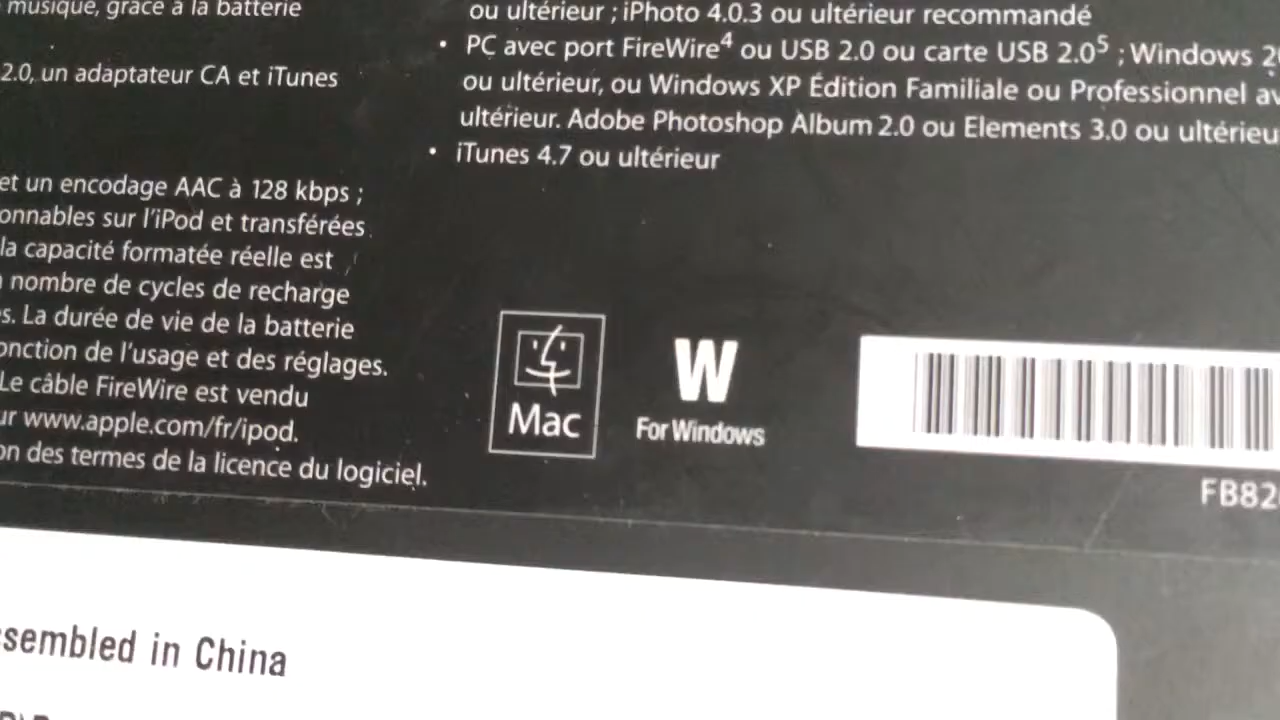 musique, grâce à la batterie
2.0, un adaptateur CA et iTunes
et un encodage AAC à 128 kbps ;
onnables sur l'iPod et transférées
la capacité formatée réelle est
nombre de cycles de recharge
s. La durée de vie de la batterie
onction de l'usage et des réglages.
Le câble FireWire est vendu
ur www.apple.com/fr/ipod.
on des termes de la licence du logiciel.
ou ultérieur ; iPhoto 4.0.3 ou ultérieur recommandé
• PC avec port FireWire4 ou USB 2.0 ou carte USB 2.05 ; Windows
ou ultérieur, ou Windows XP Édition Familiale ou Professionnel av
ultérieur. Adobe Photoshop Album 2.0 ou Elements 3.0 ou ultérieu
• iTunes 4.7 ou ultérieur
Mac
W
For Windows
FB82
ssembled in China